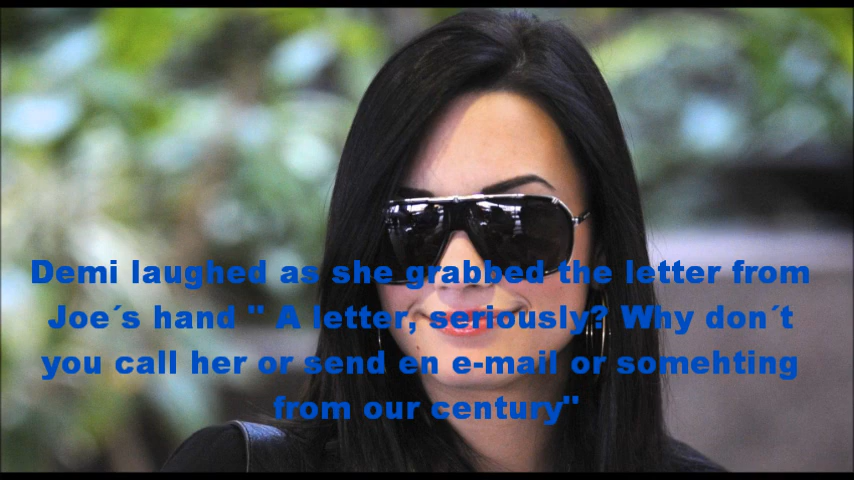 Demi laughed as she grabbed the letter from
Joe´s hand " A letter, seriously? Why don´t
you call her or send en e-mail or somehting
from our century"